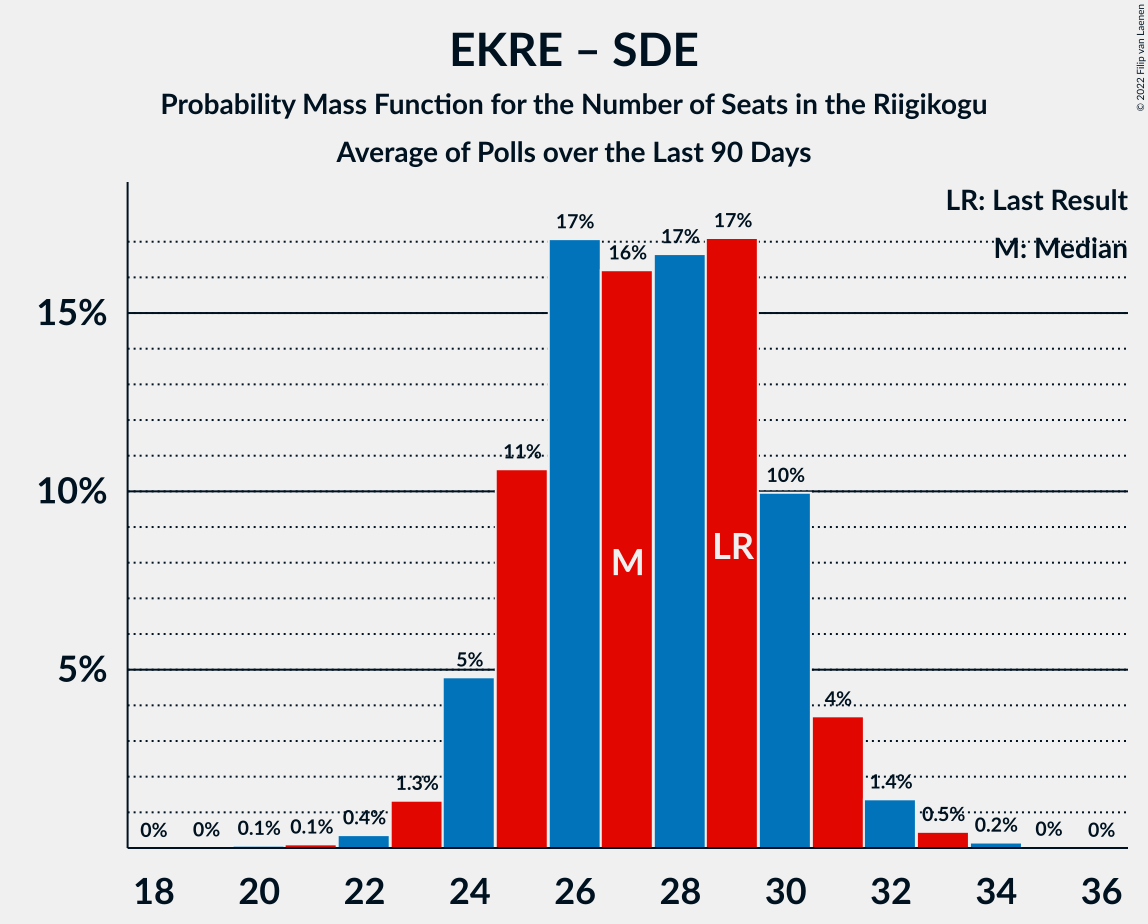 EKRE – SDE
Probability Mass Function for the Number of Seats in the Riigikogu
Average of Polls over the Last 90 Days
© 2022 Filip van Laenen
LR: Last Result
M: Median
15%
10%
5%
0%
0%
0.1%
0.1%
0.4%
1.3%
5%
11%
17%
16%
17%
17%
10%
4%
1.4%
0.5%
0.2%
0%
0%
M
LR
18 20 22 24 26 28 30 32 34 36